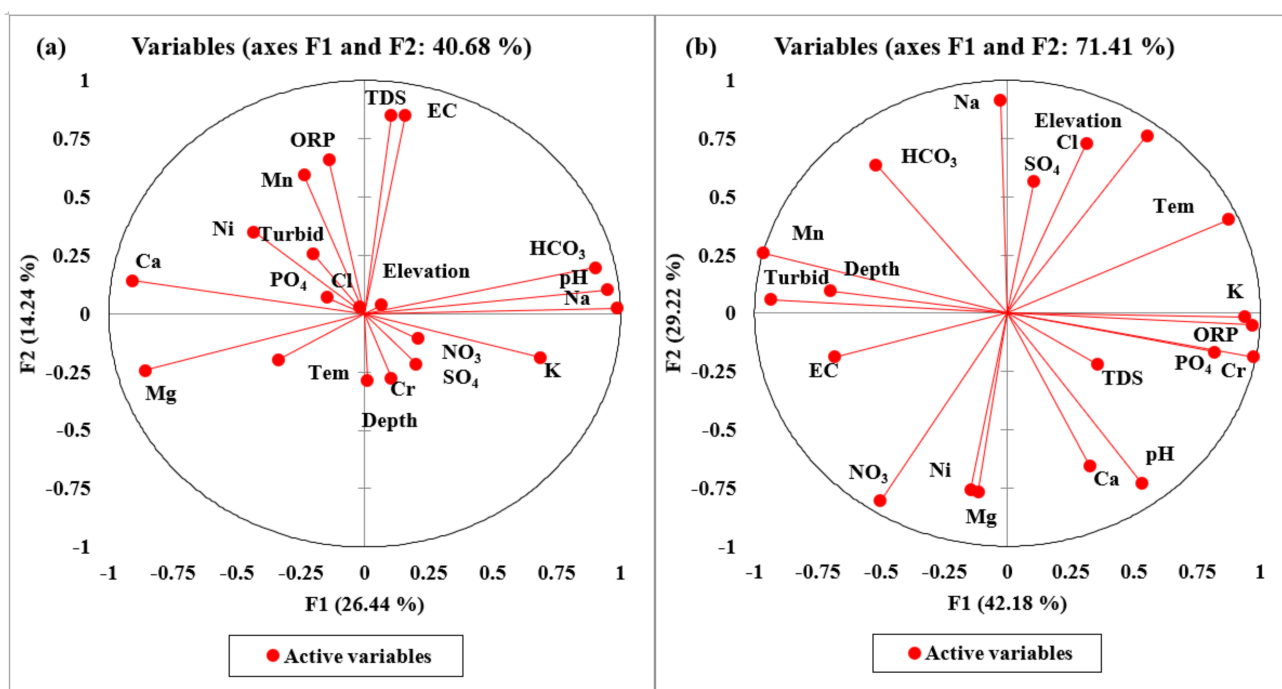 (a) Variables (axes F1 and F2: 40.68 %)
1
0.75
0.5
0.25
0
-0.25
-0.5
-0.75
-1
F2 (14.24 %)
TDS EC
ORP
Mn
Ni Turbid
Ca
PO₄ Cl Elevation
HCO₃
pH
Na
Mg
Tem
NO₃
SO₄
K
Cr
Depth
-1 -0.75 -0.5 -0.25 0 0.25 0.5 0.75 1
F1 (26.44 %)
Active variables
(b) Variables (axes F1 and F2: 71.41 %)
1
0.75
0.5
0.25
0
-0.25
-0.5
-0.75
-1
F2 (29.22 %)
Na
Elevation
Cl
HCO₃
SO₄
Tem
Mn
Turbid Depth
K
ORP
EC
TDS
PO₄ Cr
NO₃
Ni
Mg
Ca
pH
-1 -0.75 -0.5 -0.25 0 0.25 0.5 0.75 1
F1 (42.18 %)
Active variables